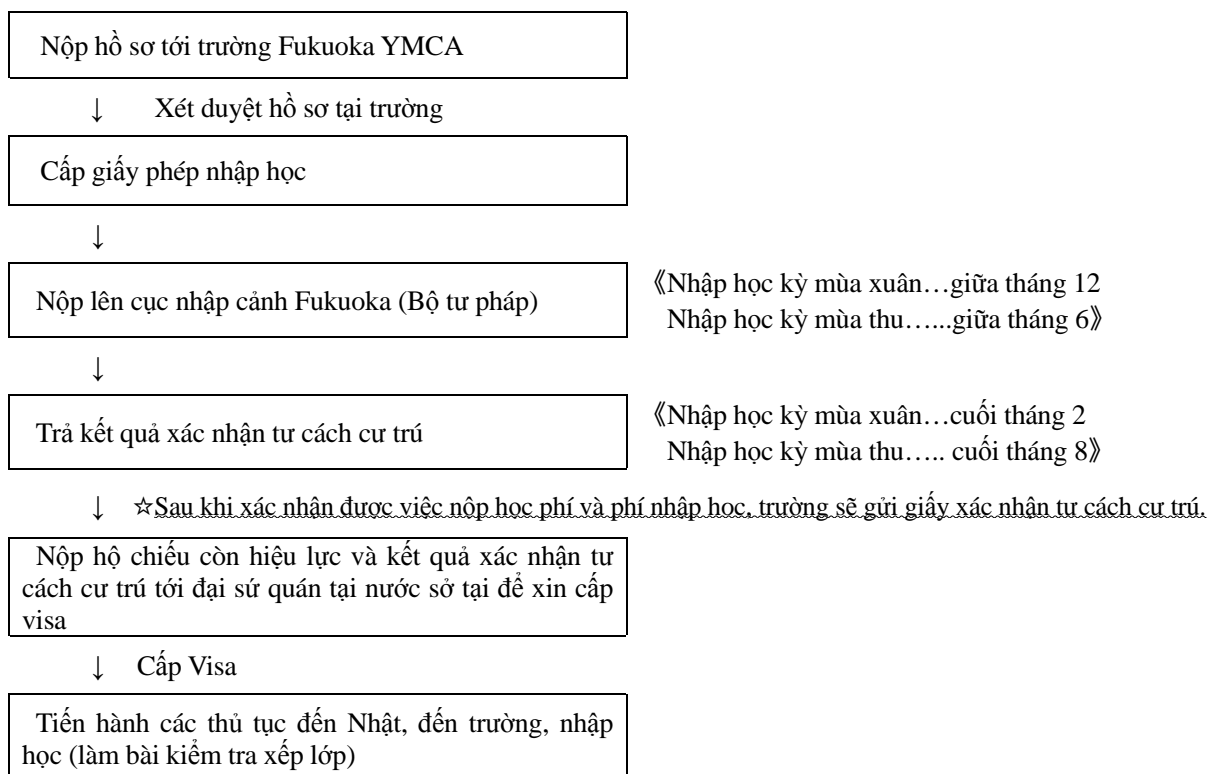 Nộp hồ sơ tới trường Fukuoka YMCA
↓ Xét duyệt hồ sơ tại trường
Cấp giấy phép nhập học
↓
Nộp lên cục nhập cảnh Fukuoka (Bộ tư pháp)
《Nhập học kỳ mùa xuân…giữa tháng 12
Nhập học kỳ mùa thu…...giữa tháng 6》
↓
Trả kết quả xác nhận tư cách cư trú
《Nhập học kỳ mùa xuân…cuối tháng 2
Nhập học kỳ mùa thu….. cuối tháng 8》
↓ ☆Sau khi xác nhận được việc nộp học phí và phí nhập học, trường sẽ gửi giấy xác nhận tư cách cư trú.
Nộp hộ chiếu còn hiệu lực và kết quả xác nhận tư
cách cư trú tới đại sứ quán tại nước sở tại để xin cấp
visa
↓ Cấp Visa
Tiến hành các thủ tục đến Nhật, đến trường, nhập
học (làm bài kiểm tra xếp lớp)